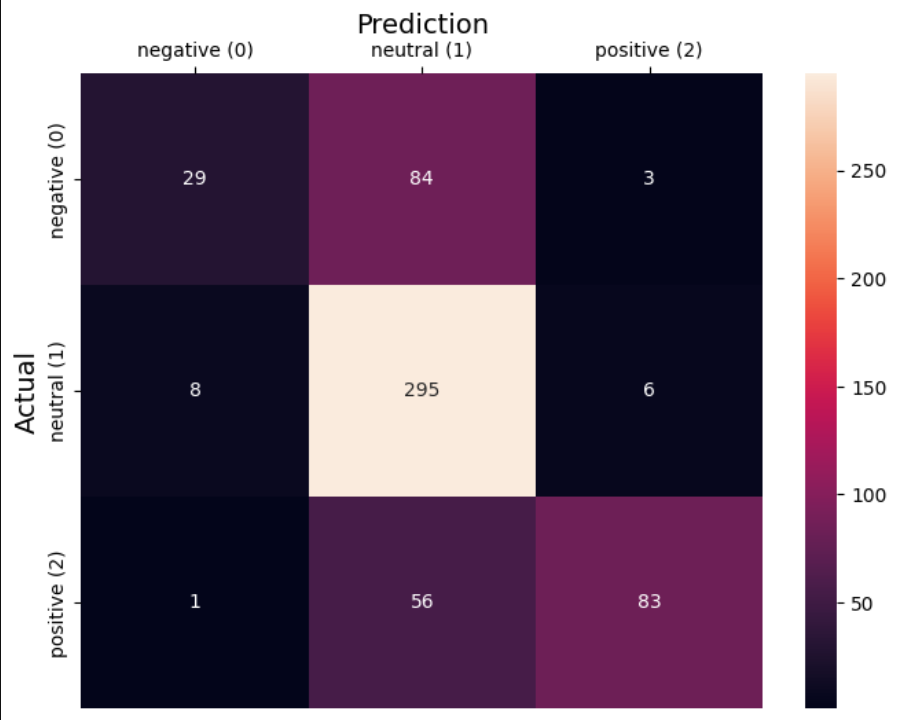 Prediction
negative (0) neutral (1) positive (2)
Actual
negative (0)
29 84 3
neutral (1)
8 295 6
positive (2)
1 56 83
250
200
150
100
50